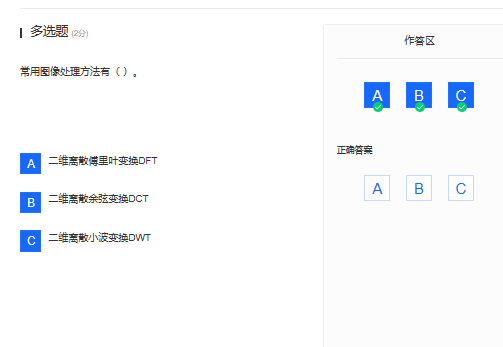 多选题 (2分)
常用图像处理方法有（ ）。
A 二维离散傅里叶变换DFT
B 二维离散余弦变换DCT
C 二维离散小波变换DWT
作答区
A B C
正确答案
A B C